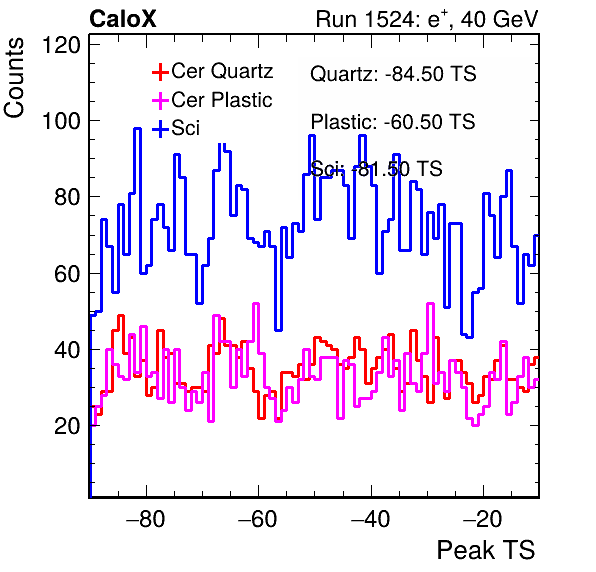 CaloX Run 1524: e+, 40 GeV
Counts
120
100
80
60
40
20
Cer Quartz
Cer Plastic
Sci
Quartz: -84.50 TS
Plastic: -60.50 TS
Sci: -81.50 TS
−80 −60 −40 −20
Peak TS